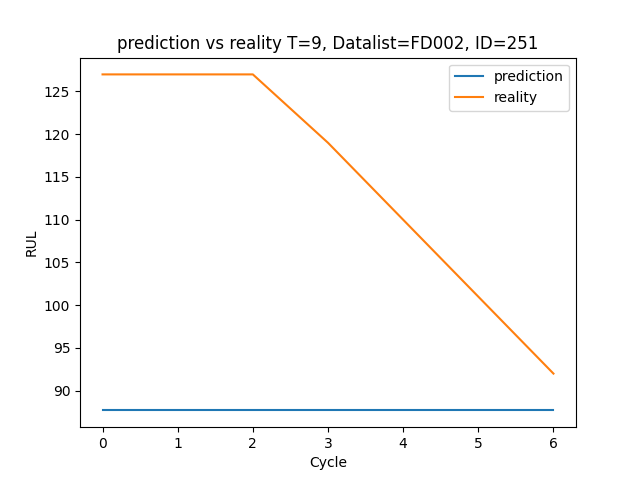 prediction vs reality T=9, Datalist=FD002, ID=251
prediction
reality
125
120
115
110
105
100
95
90
RUL
0 1 2 3 4 5 6
Cycle